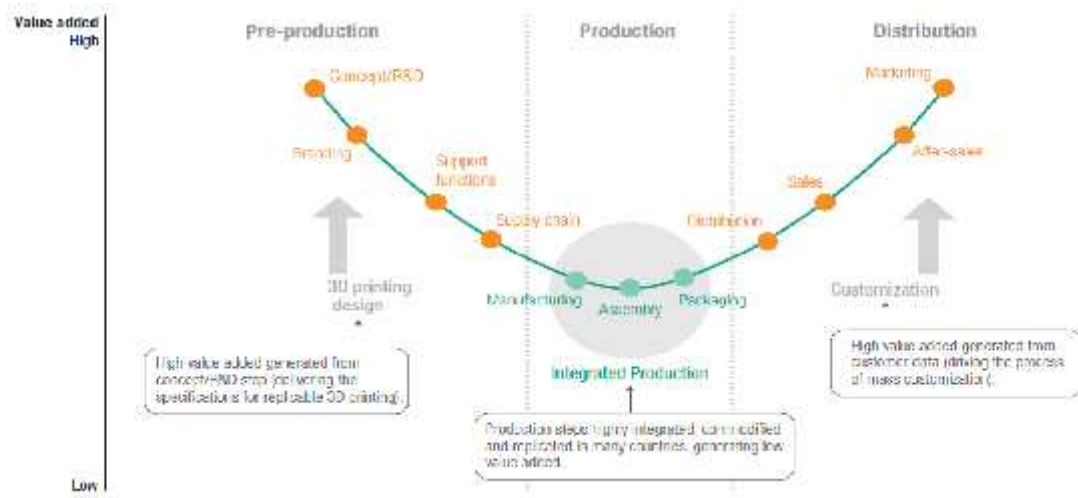 Value added
High
Pre-production
Production
Distribution
Concept/R&D
Marketing
Branding
After-sales
Support
functions
Sales
Supply chain
Distribution
3D printing
design
Manufacturing
Assembly
Packaging
Customization
High value added generated from
concept/R&D step (delivering the
specifications for replicable 3D printing).
Integrated Production
High value added generated from
customer data (driving the process
of mass customization).
Production steps highly integrated, commodified
and replicated in many countries, generating low
value added.
Low